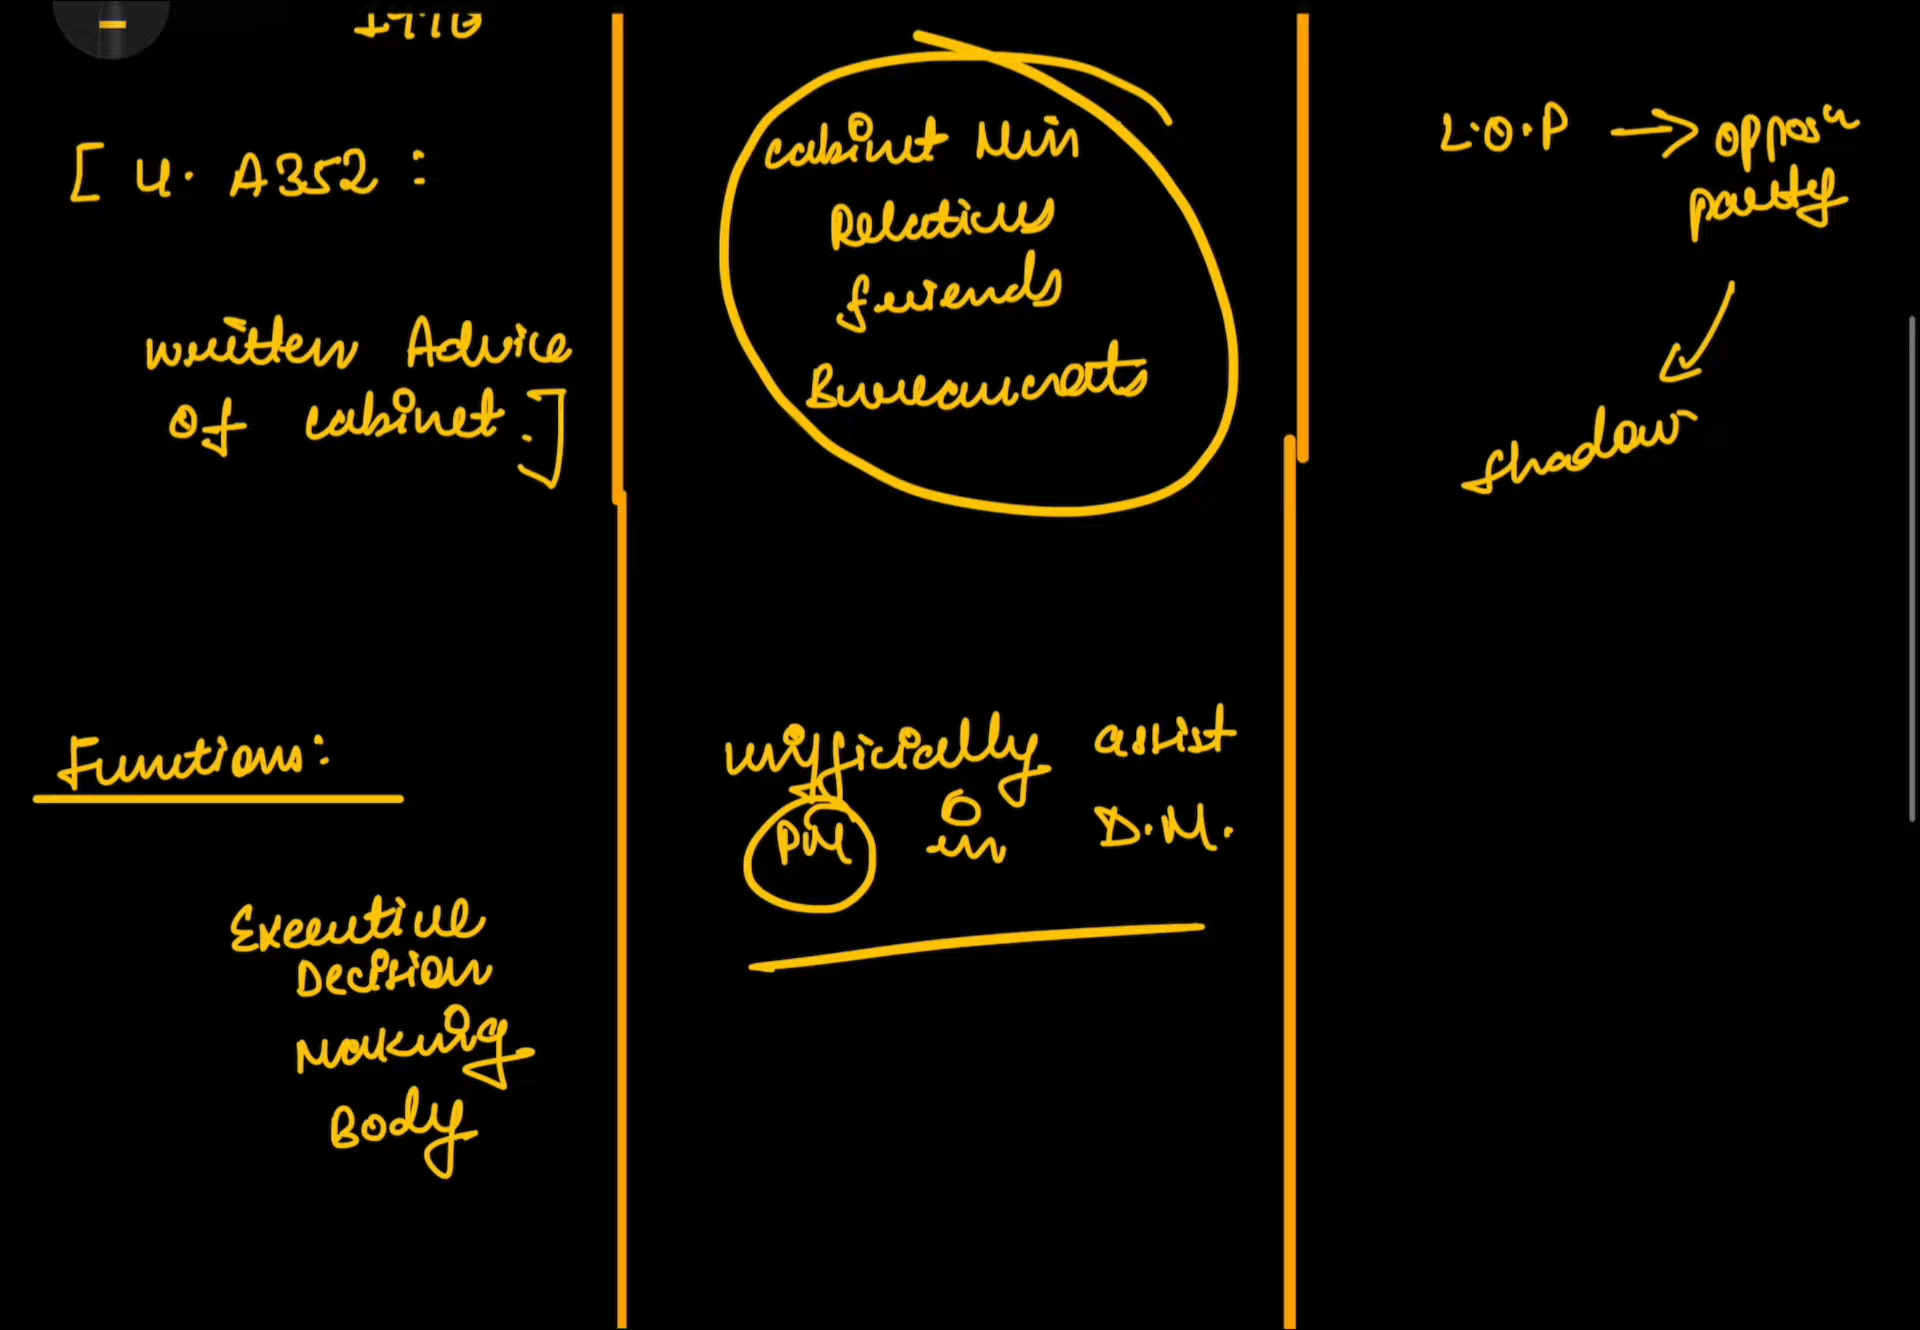 [ u. A352 :
written Advice
of cabinet.]
Functions:
Executive
Decision
Making
Body
cabinet Min
Relatives
friends
Bureaucrats
unofficially assist
PM in D.M.
L.O.P → opposn
party
shadow